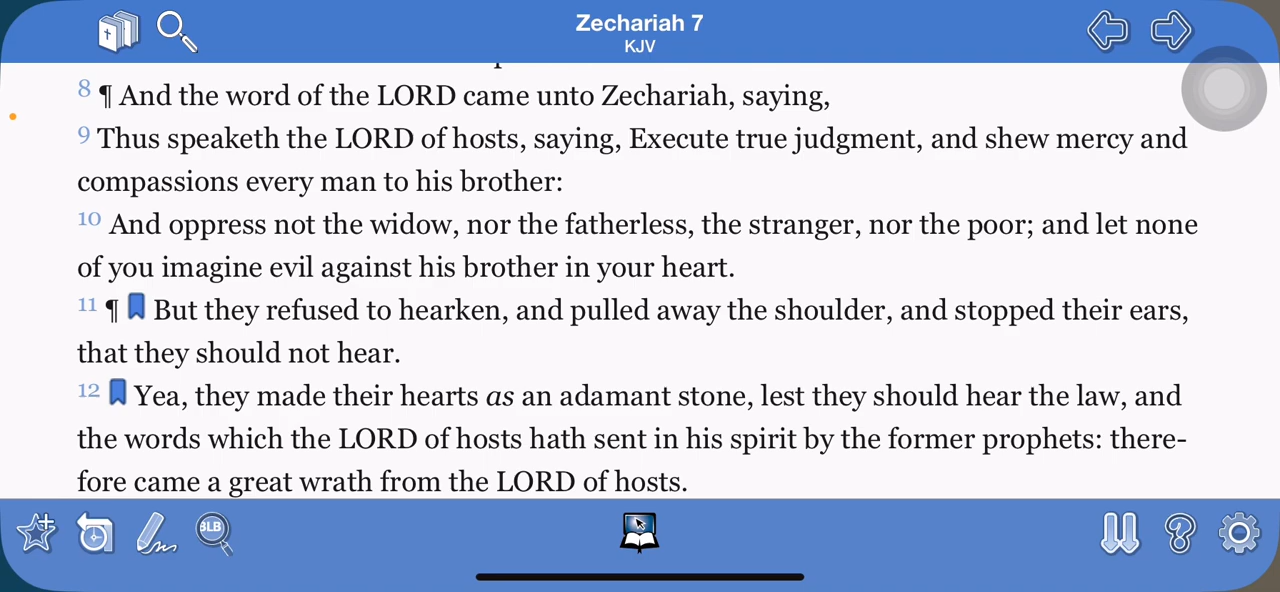 Zechariah 7
KJV
8 ¶ And the word of the LORD came unto Zechariah, saying,
9 Thus speaketh the LORD of hosts, saying, Execute true judgment, and shew mercy and
compassions every man to his brother:
10 And oppress not the widow, nor the fatherless, the stranger, nor the poor; and let none
of you imagine evil against his brother in your heart.
11 ¶ But they refused to hearken, and pulled away the shoulder, and stopped their ears,
that they should not hear.
12 Yea, they made their hearts as an adamant stone, lest they should hear the law, and
the words which the LORD of hosts hath sent in his spirit by the former prophets: there-
fore came a great wrath from the LORD of hosts.
BLB